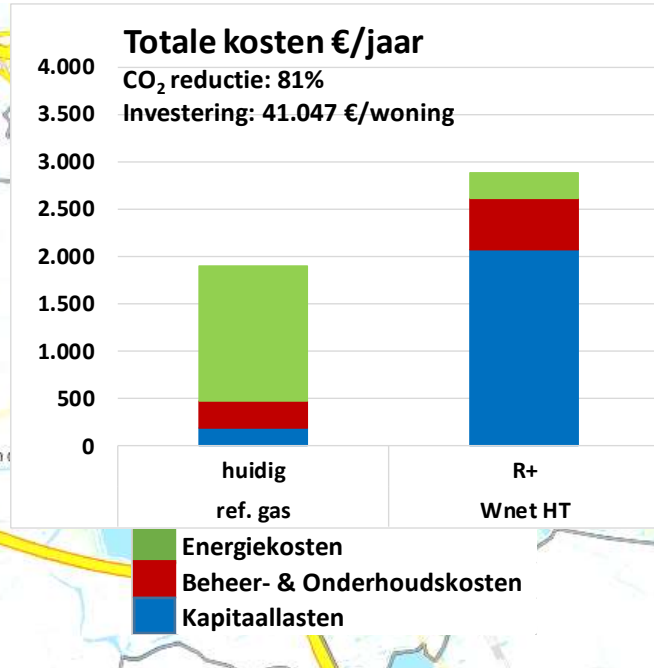 Totale kosten €/jaar
CO₂ reductie: 81%
Investering: 41.047 €/woning
4.000
3.500
3.000
2.500
2.000
1.500
1.000
500
0
huidig R+
ref. gas Wnet HT
Energiekosten
Beheer- & Onderhoudskosten
Kapitaallasten